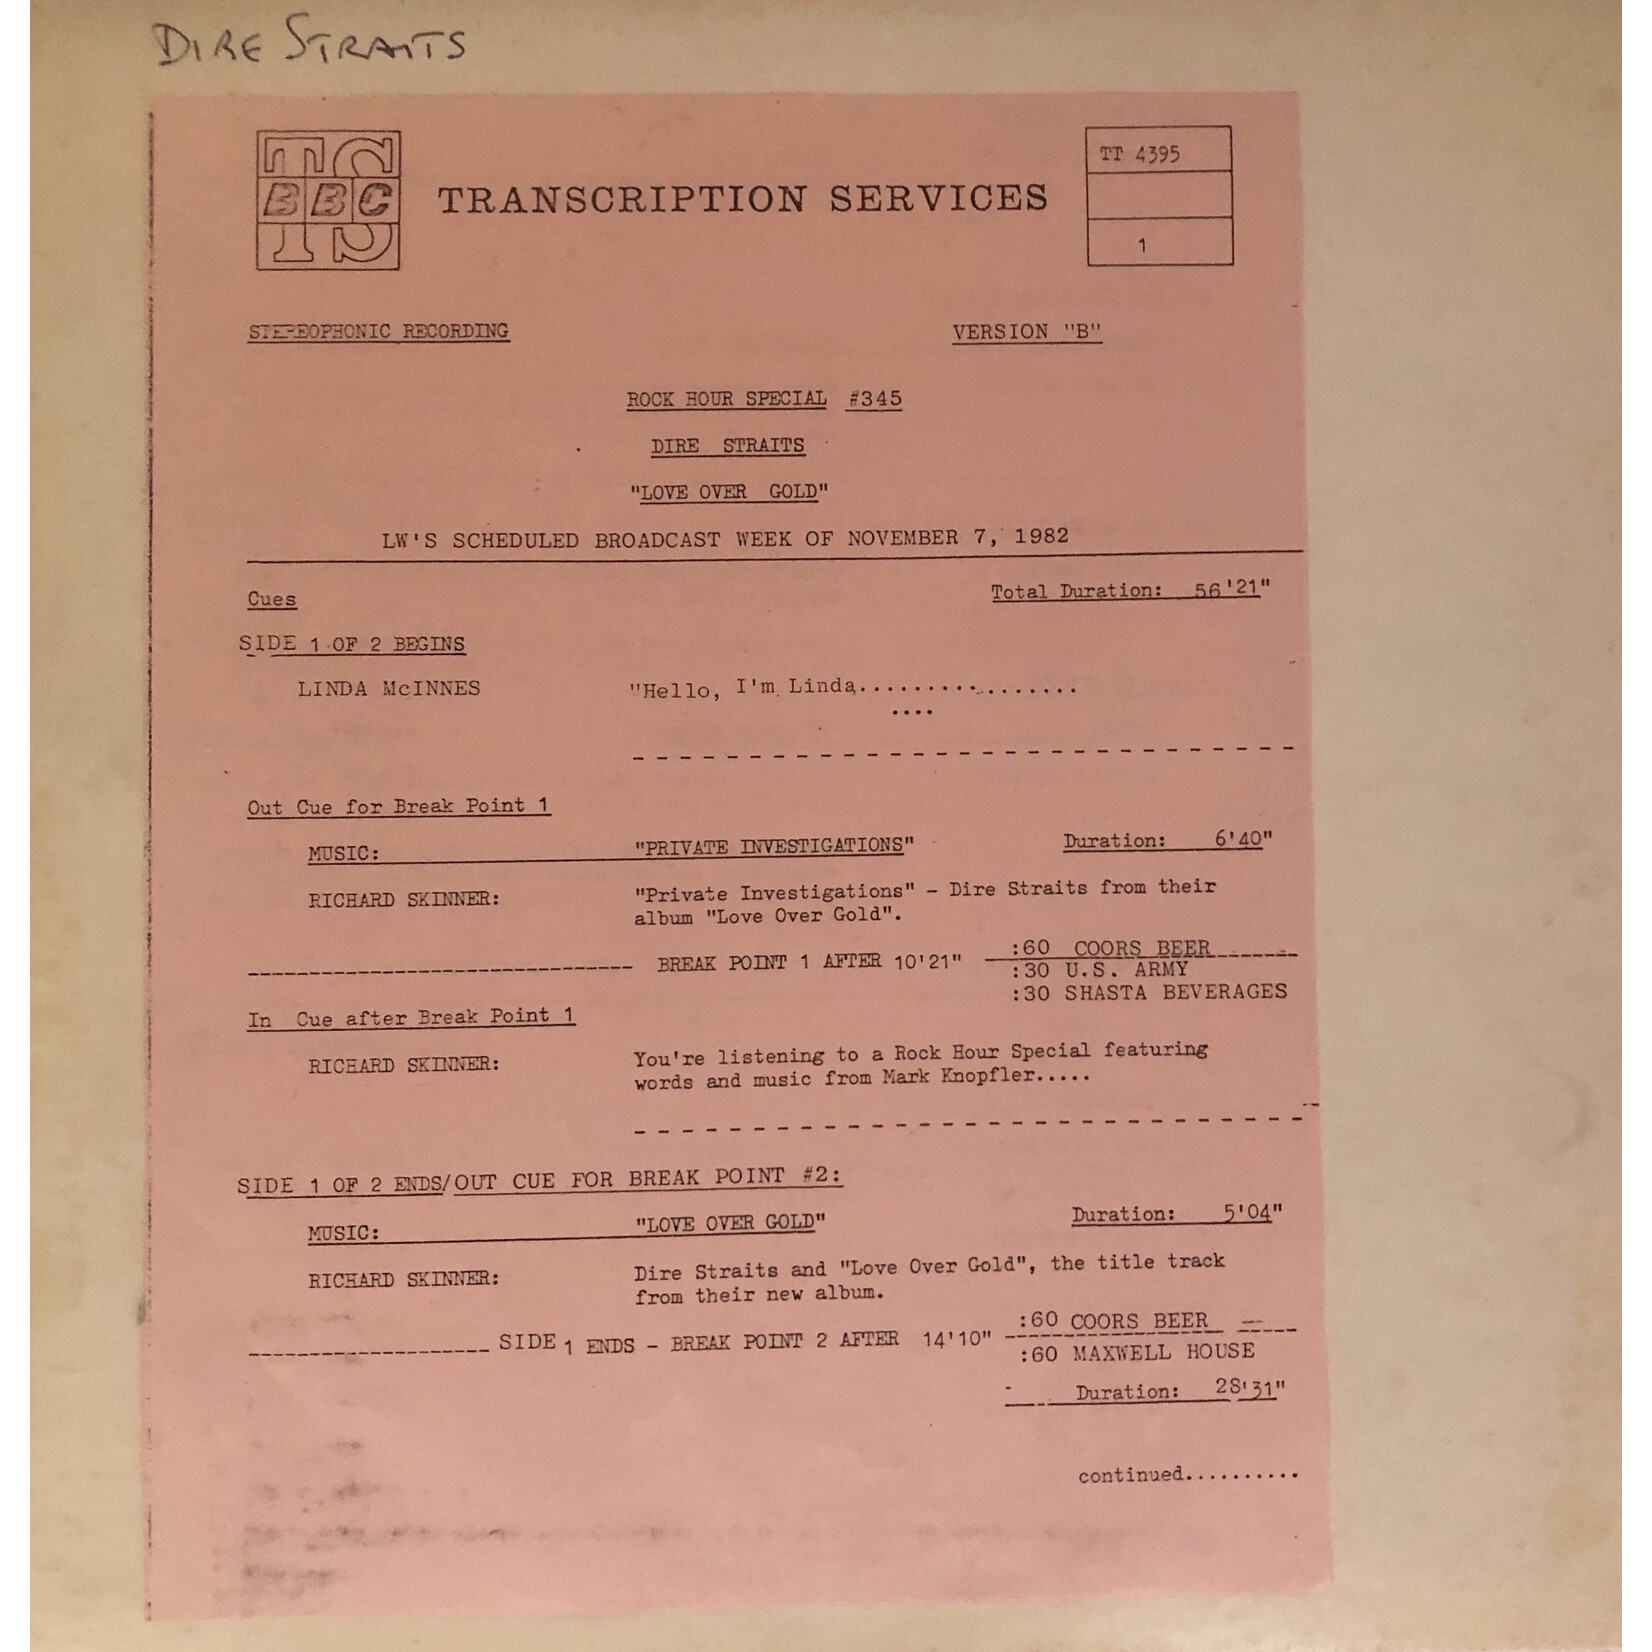 DIRE STRAITS
TS
BBC
TRANSCRIPTION SERVICES
TT 4395
1
STEREOPHONIC RECORDING VERSION "B"
ROCK HOUR SPECIAL #345
DIRE STRAITS
"LOVE OVER GOLD"
LW'S SCHEDULED BROADCAST WEEK OF NOVEMBER 7, 1982
Cues Total Duration: 56'21"
SIDE 1 OF 2 BEGINS
LINDA McINNES "Hello, I'm Linda.................
....
Out Cue for Break Point 1
MUSIC: "PRIVATE INVESTIGATIONS" Duration: 6'40"
RICHARD SKINNER: "Private Investigations" - Dire Straits from their
album "Love Over Gold".
BREAK POINT 1 AFTER 10'21" :60 COORS BEER
:30 U.S. ARMY
:30 SHASTA BEVERAGES
In Cue after Break Point 1
RICHARD SKINNER: You're listening to a Rock Hour Special featuring
words and music from Mark Knopfler.....
SIDE 1 OF 2 ENDS/OUT CUE FOR BREAK POINT #2:
MUSIC: "LOVE OVER GOLD" Duration: 5'04"
RICHARD SKINNER: Dire Straits and "Love Over Gold", the title track
from their new album.
SIDE 1 ENDS - BREAK POINT 2 AFTER 14'10" :60 COORS BEER
:60 MAXWELL HOUSE
Duration: 28'31"
continued..........